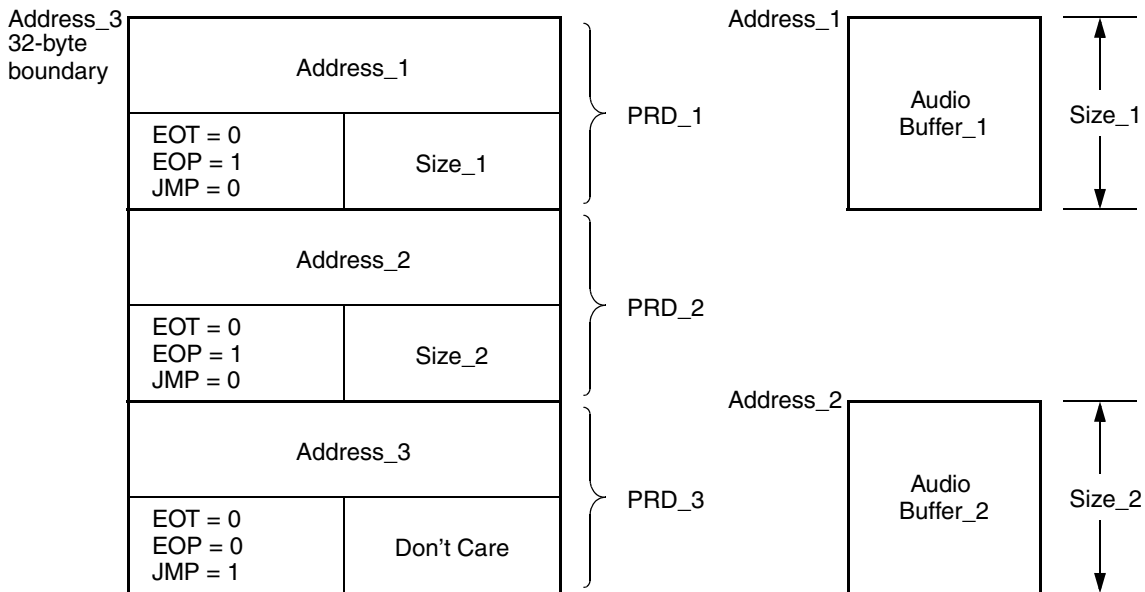 Address_3
32-byte
boundary
Address_1
EOT = 0
EOP = 1
JMP = 0
Size_1
PRD_1
Address_2
EOT = 0
EOP = 1
JMP = 0
Size_2
PRD_2
Address_3
EOT = 0
EOP = 0
JMP = 1
Don't Care
PRD_3
Address_1
Audio
Buffer_1
Size_1
Address_2
Audio
Buffer_2
Size_2